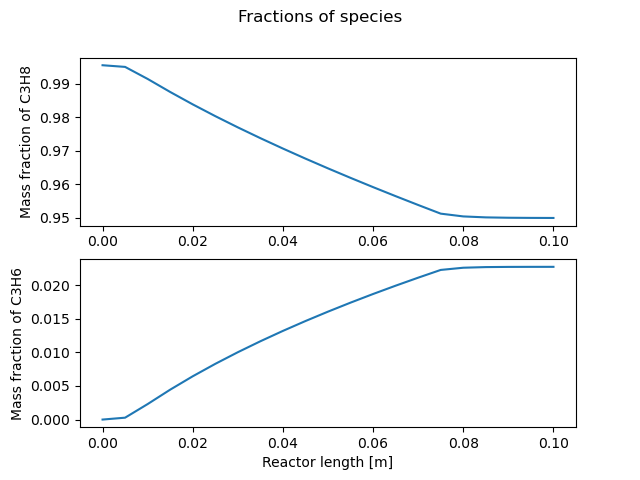 Fractions of species
Mass fraction of C3H8
0.99
0.98
0.97
0.96
0.95
0.00 0.02 0.04 0.06 0.08 0.10
Mass fraction of C3H6
0.020
0.015
0.010
0.005
0.000
0.00 0.02 0.04 0.06 0.08 0.10
Reactor length [m]